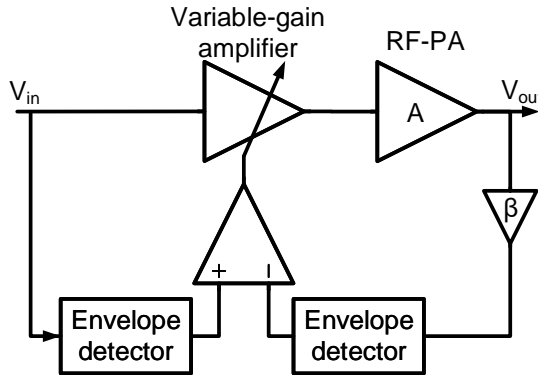 Variable-gain
amplifier
RF-PA
Vin
A
Vou
β
+
−
Envelope
detector
Envelope
detector